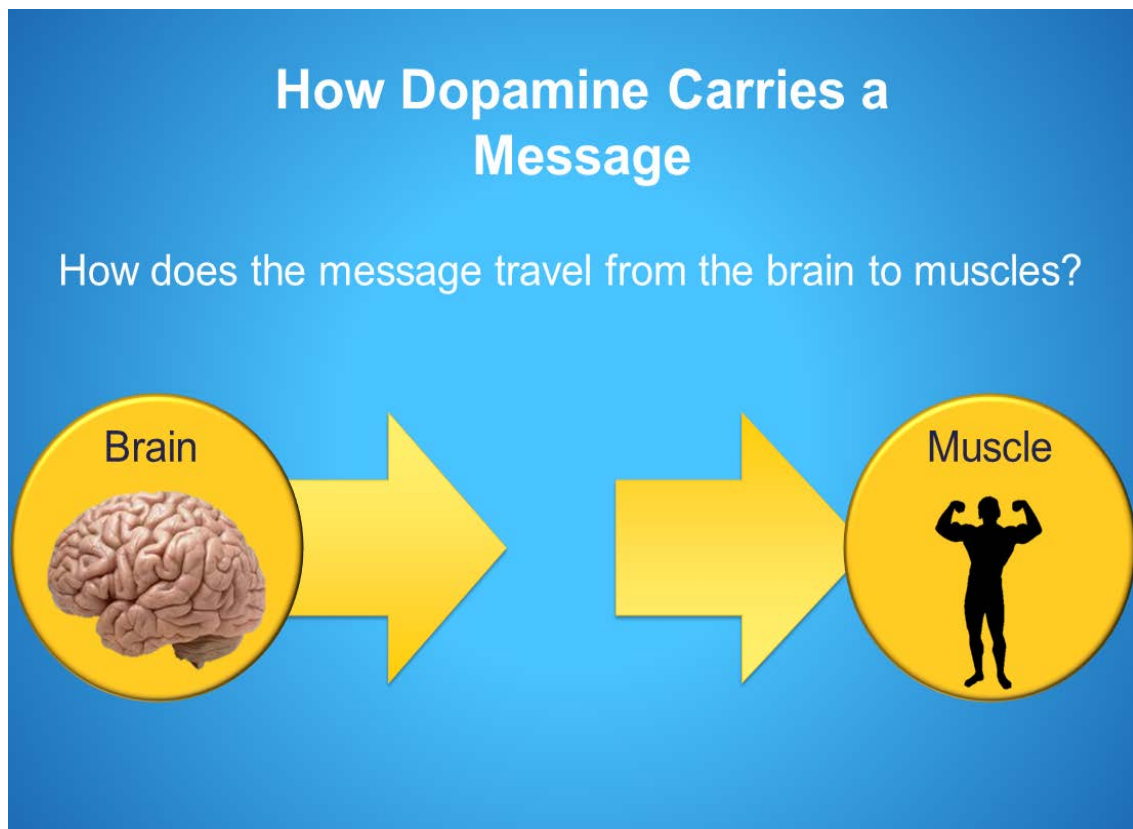 How Dopamine Carries a
Message
How does the message travel from the brain to muscles?
Brain
Muscle